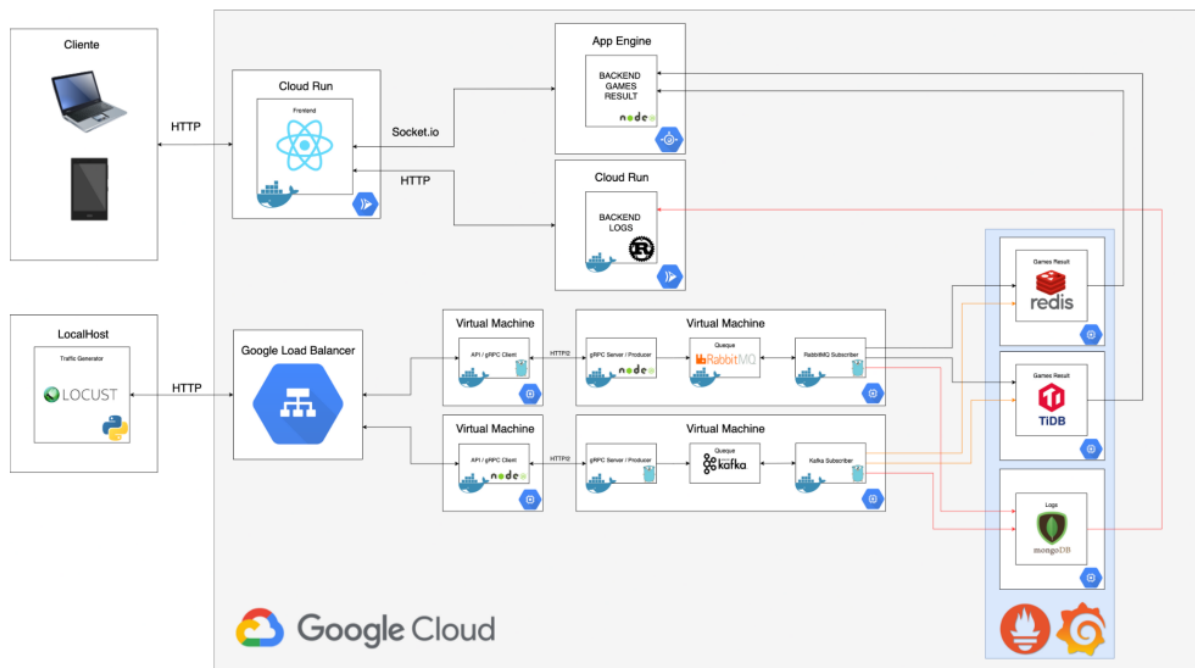 Cliente
HTTP
Cloud Run
Frontend
Socket.io
HTTP
App Engine
BACKEND
GAMES
RESULT
node
Cloud Run
BACKEND
LOGS
R
LocalHost
Traffic Generator
LOCUST
HTTP
Google Load Balancer
Virtual Machine
API / gRPC Client
HTTP/2
Virtual Machine
gRPC Server / Producer
node
Queque
RabbitMQ
RabbitMQ Subscriber
Virtual Machine
API / gRPC Client
node
HTTP/2
Virtual Machine
gRPC Server / Producer
Queque
kafka
Kafka Subscriber
Games Result
redis
Games Result
TiDB
Logs
mongoDB
Google Cloud